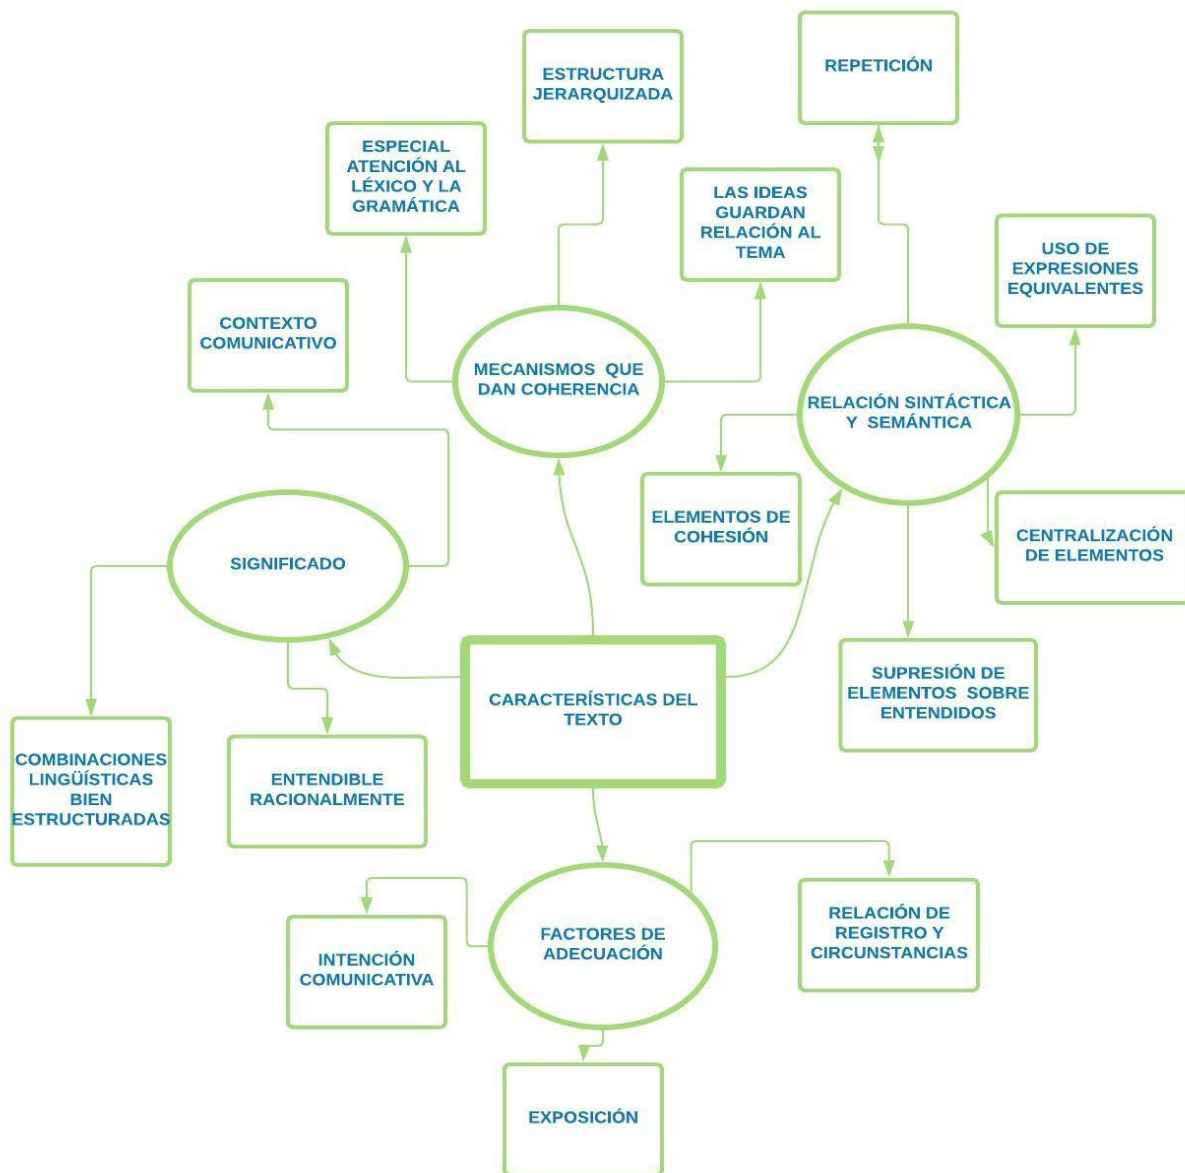 REPETICIÓN
ESTRUCTURA
JERARQUIZADA
ESPECIAL
ATENCIÓN AL
LÉXICO Y LA
GRAMÁTICA
LAS IDEAS
GUARDAN
RELACIÓN AL
TEMA
USO DE
EXPRESIONES
EQUIVALENTES
CONTEXTO
COMUNICATIVO
MECANISMOS QUE
DAN COHERENCIA
RELACIÓN SINTÁCTICA
Y SEMÁNTICA
ELEMENTOS DE
COHESIÓN
CENTRALIZACIÓN
DE ELEMENTOS
SIGNIFICADO
SUPRESIÓN DE
ELEMENTOS SOBRE
ENTENDIDOS
CARACTERÍSTICAS DEL
TEXTO
COMBINACIONES
LINGÜÍSTICAS
BIEN
ESTRUCTURADAS
ENTENDIBLE
RACIONALMENTE
FACTORES DE
ADECUACIÓN
RELACIÓN DE
REGISTRO Y
CIRCUNSTANCIAS
INTENCIÓN
COMUNICATIVA
EXPOSICIÓN